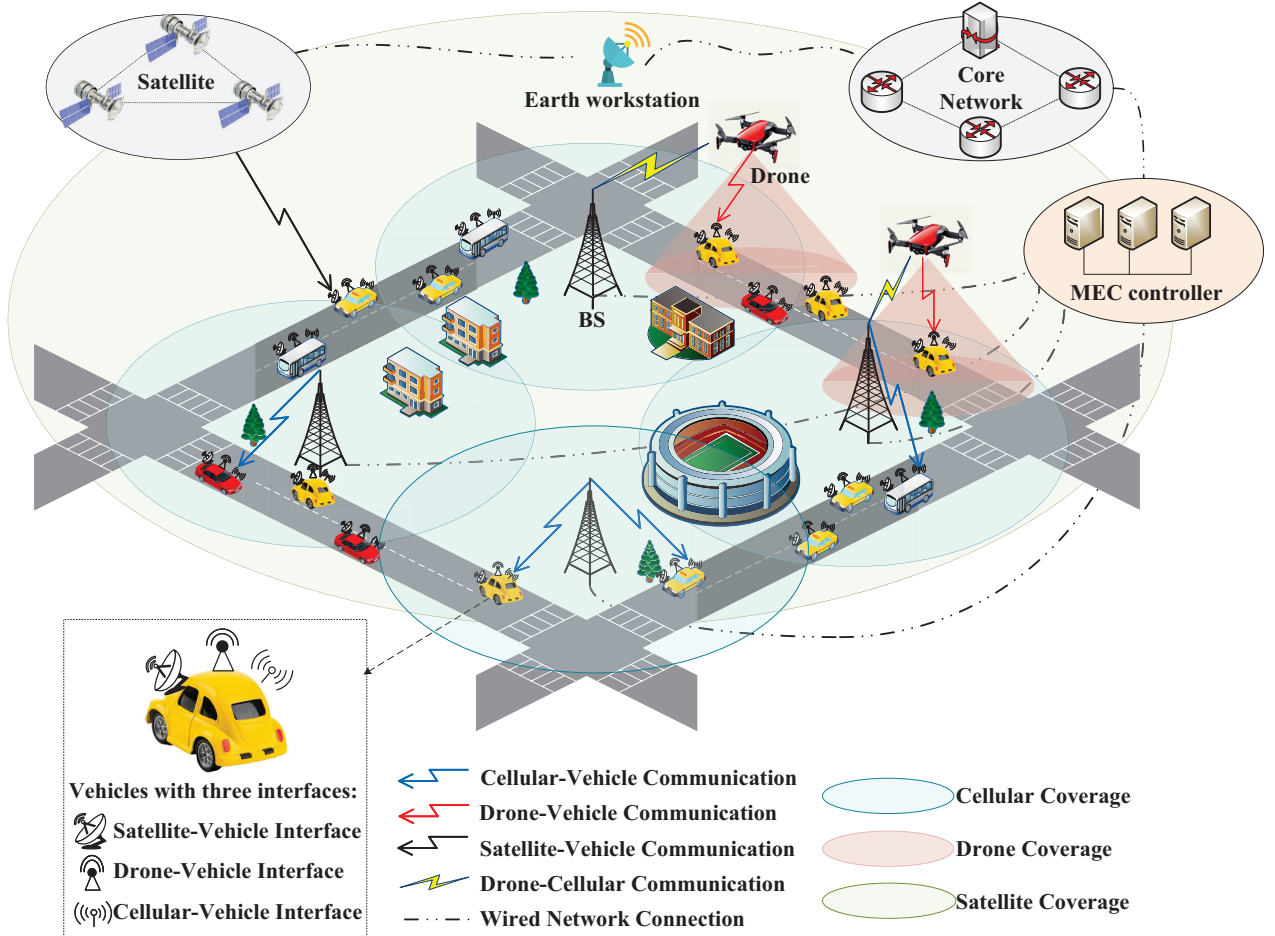 Satellite
Earth workstation
Core
Network
Drone
MEC controller
BS
Vehicles with three interfaces:
Satellite-Vehicle Interface
Drone-Vehicle Interface
Cellular-Vehicle Interface
Cellular-Vehicle Communication
Drone-Vehicle Communication
Satellite-Vehicle Communication
Drone-Cellular Communication
Wired Network Connection
Cellular Coverage
Drone Coverage
Satellite Coverage